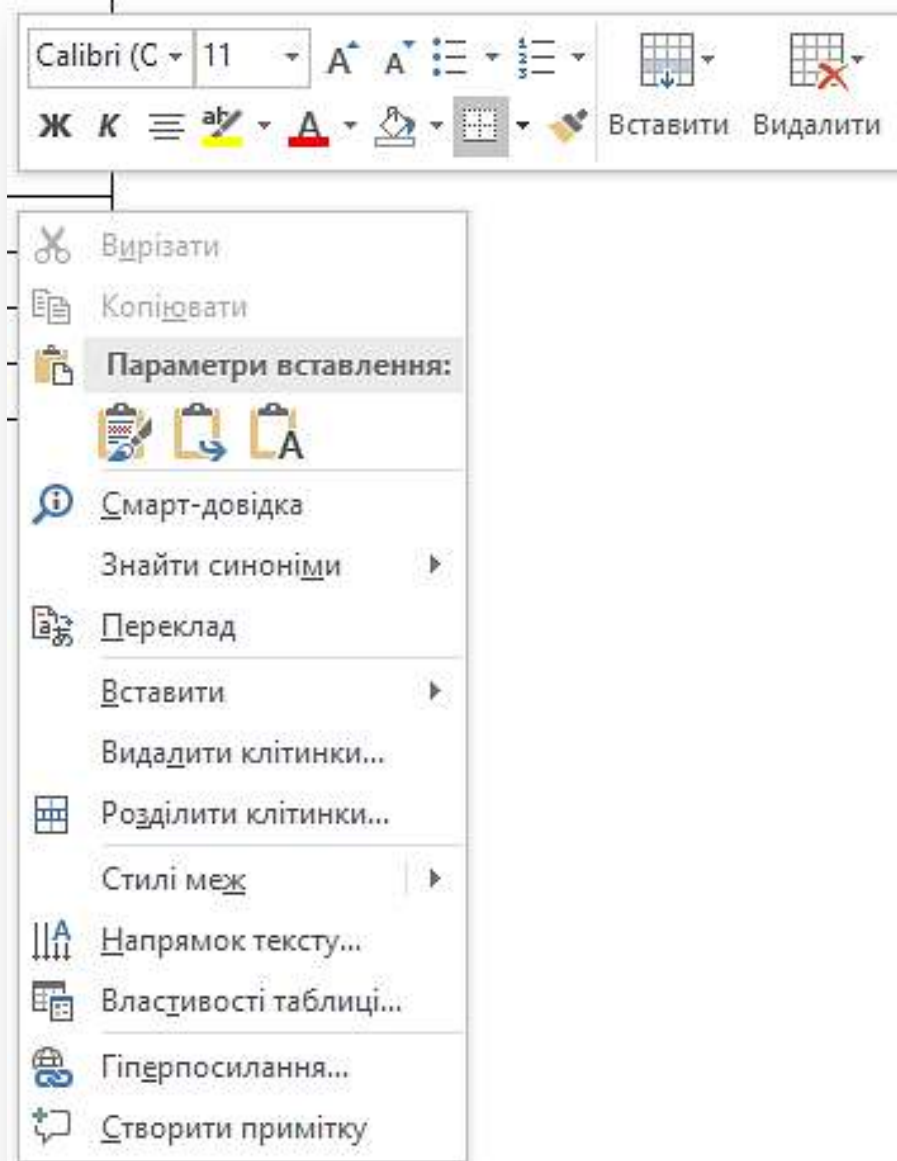 Calibri (С 11 A A
Ж К ab A Вставити Видалити
Вирізати
Копіювати
Параметри вставлення:
Смарт-довідка
Знайти синоніми
Переклад
Вставити
Видалити клітинки...
Розділити клітинки...
Стилі меж
Напрямок тексту...
Властивості таблиці...
Гіперпосилання...
Створити примітку